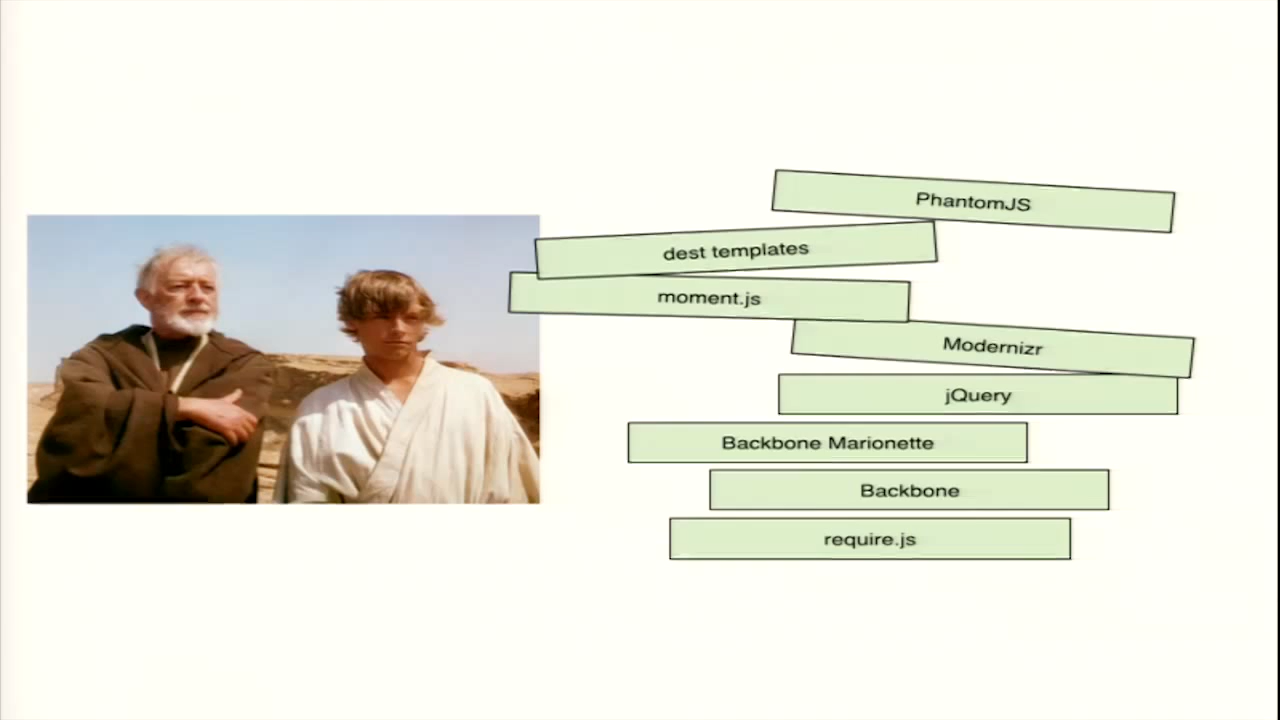 PhantomJS
dest templates
moment.js
Modernizr
jQuery
Backbone Marionette
Backbone
require.js